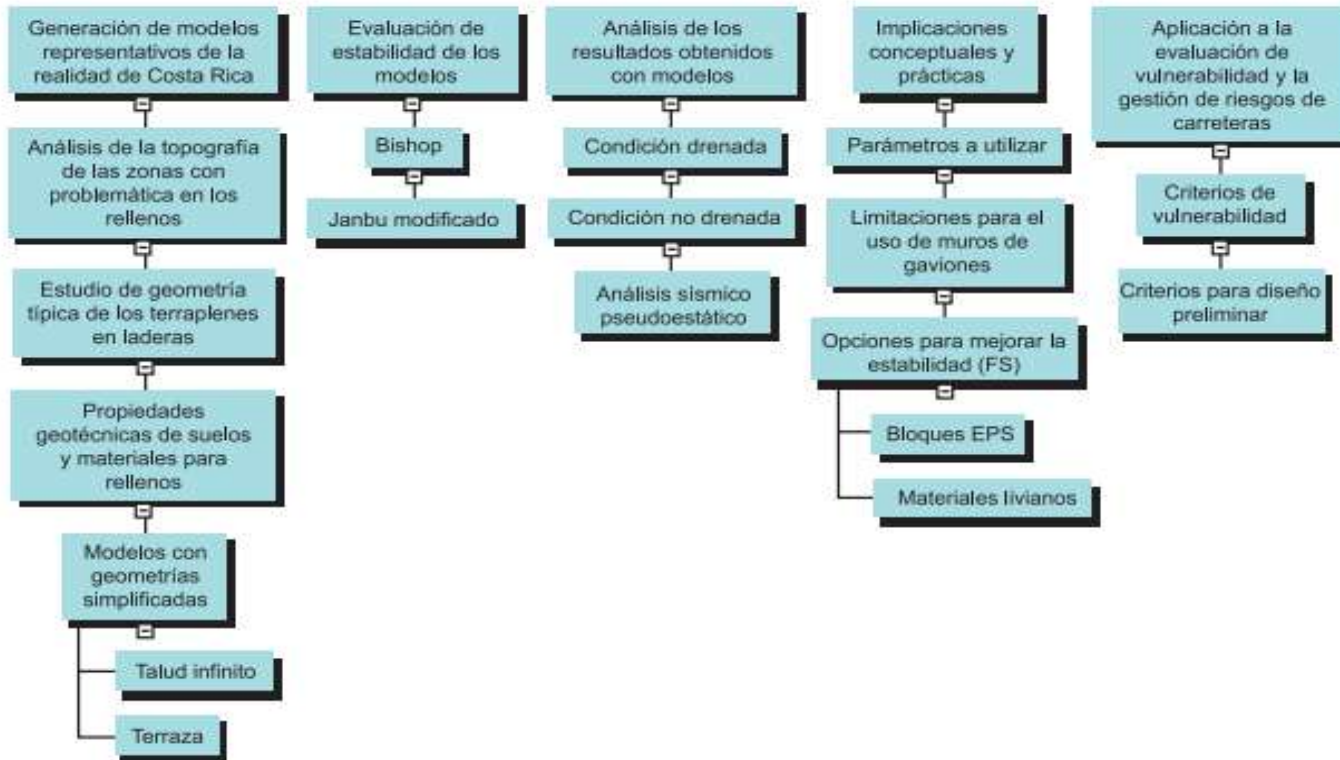 Generación de modelos
representativos de la
realidad de Costa Rica
Análisis de la topografía
de las zonas con
problemática en los
rellenos
Estudio de geometría
típica de los terraplenes
en laderas
Propiedades
geotécnicas de suelos
y materiales para
rellenos
Modelos con
geometrías
simplificadas
Talud infinito
Terraza
Evaluación de
estabilidad de los
modelos
Bishop
Janbu modificado
Análisis de los
resultados obtenidos
con modelos
Condición drenada
Condición no drenada
Análisis sísmico
pseudoestático
Implicaciones
conceptuales y
prácticas
Parámetros a utilizar
Limitaciones para el
uso de muros de
gaviones
Opciones para mejorar la
estabilidad (FS)
Bloques EPS
Materiales livianos
Aplicación a la
evaluación de
vulnerabilidad y la
gestión de riesgos de
carreteras
Criterios de
vulnerabilidad
Criterios para diseño
preliminar